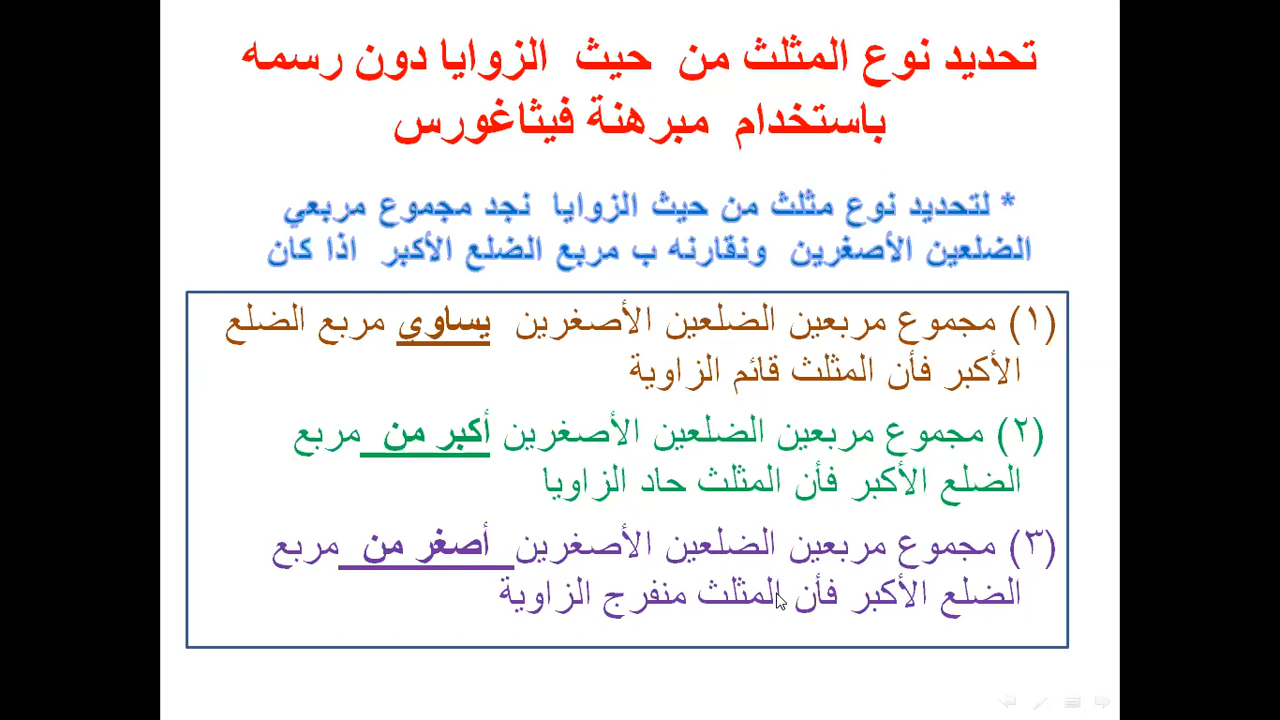 تحديد نوع المثلث من حيث الزوايا دون رسمه
باستخدام مبرهنة فيثاغورس
* لتحديد نوع مثلث من حيث الزوايا نجد مجموع مربعي
الضلعين الأصغرين ونقارنه ب مربع الضلع الأكبر اذا كان
(١) مجموع مربعين الضلعين الأصغرين يساوي مربع الضلع
الأكبر فأن المثلث قائم الزاوية
(٢) مجموع مربعين الضلعين الأصغرين أكبر من مربع
الضلع الأكبر فأن المثلث حاد الزاويا
(٣) مجموع مربعين الضلعين الأصغرين أصغر من مربع
الضلع الأكبر فأن المثلث منفرج الزاوية